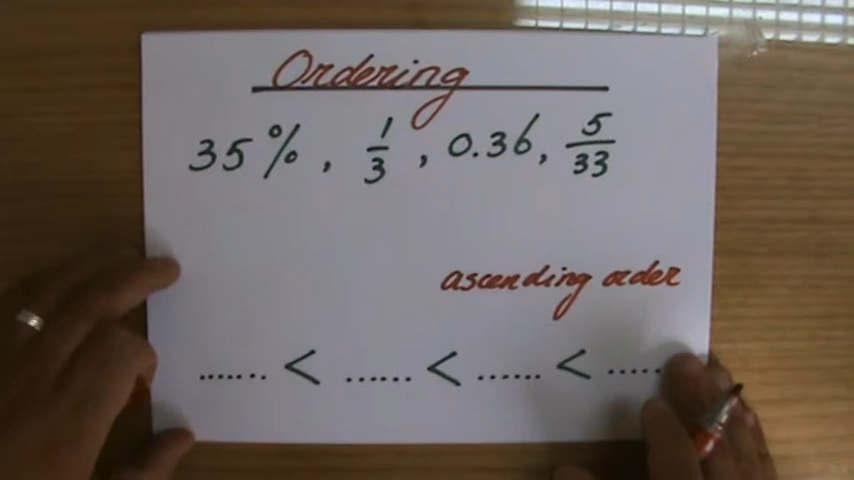 Ordering
35%, 1/3, 0.36, 5/33
ascending order
...... < ...... < ...... < .....